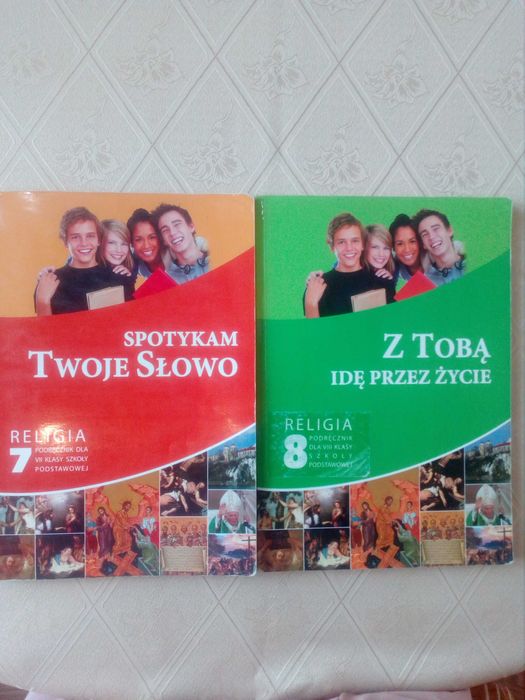 SPOTYKAM
TWOJE SŁOWO
RELIGIA
7
PODRĘCZNIK DLA
VII KLASY SZKOŁY
PODSTAWOWEJ
Z TOBĄ
IDĘ PRZEZ ŻYCIE
RELIGIA
8
PODRĘCZNIK
DLA VIII KLASY
SZKOŁY
PODSTAWOWEJ